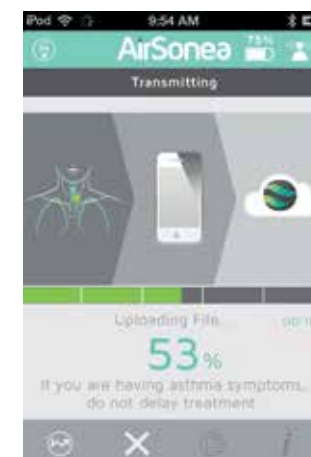 iPod 9:54 AM
AirSonea 75%
Transmitting
Uploading File...
53%
If you are having asthma symptoms,
do not delay treatment